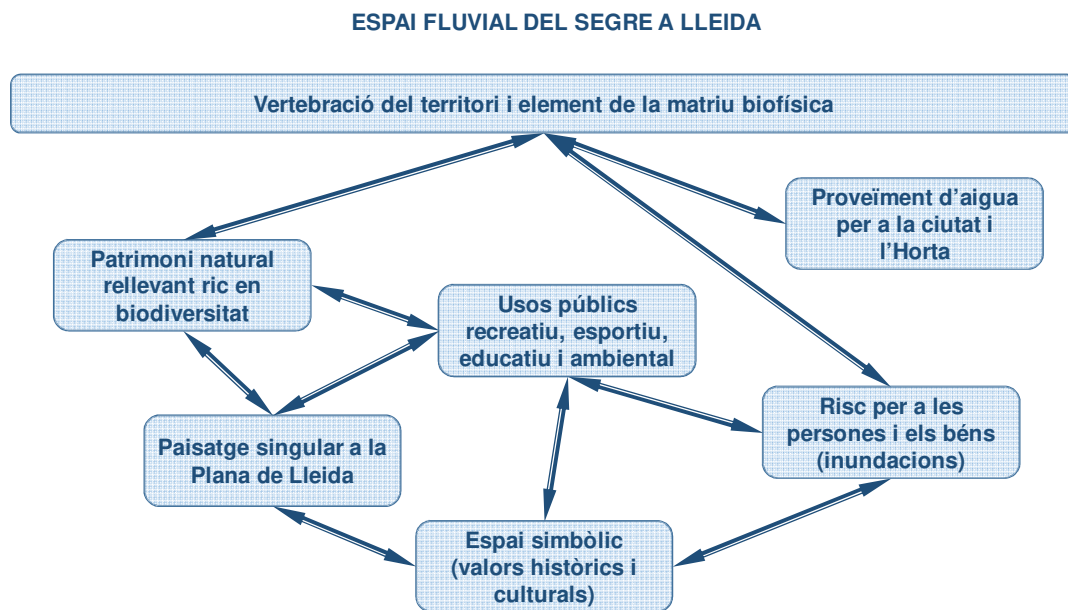 ESPAI FLUVIAL DEL SEGRE A LLEIDA
Vertebració del territori i element de la matriu biofísica
Proveïment d’aigua
per a la ciutat i
l’Horta
Patrimoni natural
rellevant ric en
biodiversitat
Usos públics
recreatiu, esportiu,
educatiu i ambiental
Risc per a les
persones i els béns
(inundacions)
Paisatge singular a la
Plana de Lleida
Espai simbòlic
(valors històrics i
culturals)